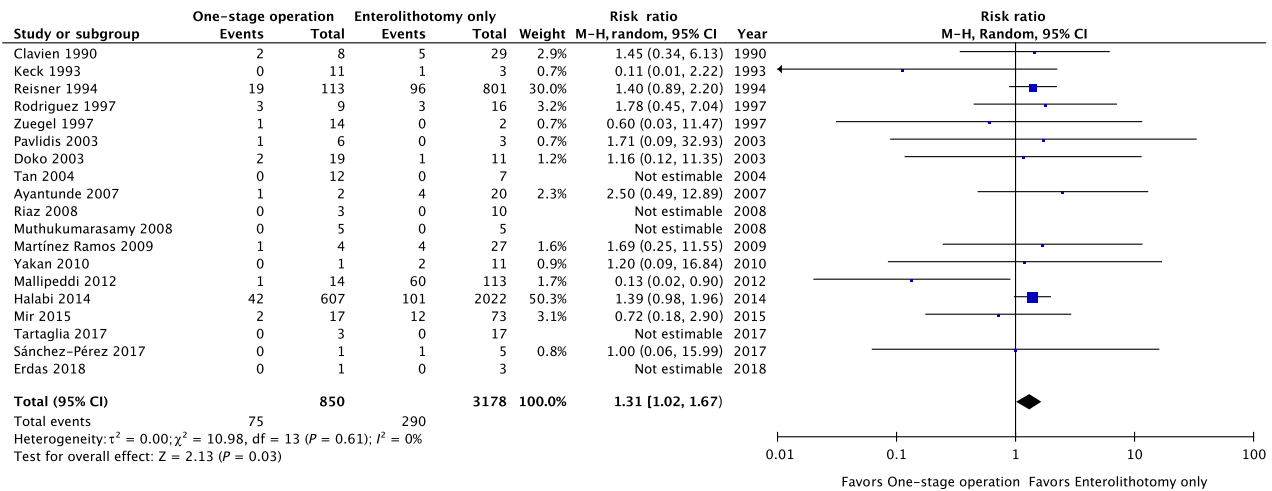 One-stage operation Enterolithotomy only Risk ratio Risk ratio
Study or subgroup Events Total Events Total Weight M-H, random, 95% CI Year M-H, Random, 95% CI
Clavien 1990 2 8 5 29 2.9% 1.45 (0.34, 6.13) 1990
Keck 1993 0 11 1 3 0.7% 0.11 (0.01, 2.22) 1993
Reisner 1994 19 113 96 801 30.0% 1.40 (0.89, 2.20) 1994
Rodriguez 1997 3 9 3 16 3.2% 1.78 (0.45, 7.04) 1997
Zuegel 1997 1 14 0 2 0.7% 0.60 (0.03, 11.47) 1997
Pavlidis 2003 1 6 0 3 0.7% 1.71 (0.09, 32.93) 2003
Doko 2003 2 19 1 11 1.2% 1.16 (0.12, 11.35) 2003
Tan 2004 0 12 0 7 Not estimable 2004
Ayantunde 2007 1 2 4 20 2.3% 2.50 (0.49, 12.89) 2007
Riaz 2008 0 3 0 10 Not estimable 2008
Muthukumarasamy 2008 0 5 0 5 Not estimable 2008
Martínez Ramos 2009 1 4 4 27 1.6% 1.69 (0.25, 11.55) 2009
Yakan 2010 0 1 2 11 0.9% 1.20 (0.09, 16.84) 2010
Mallipeddi 2012 1 14 60 113 1.7% 0.13 (0.02, 0.90) 2012
Halabi 2014 42 607 101 2022 50.3% 1.39 (0.98, 1.96) 2014
Mir 2015 2 17 12 73 3.1% 0.72 (0.18, 2.90) 2015
Tartaglia 2017 0 3 0 17 Not estimable 2017
Sánchez-Pérez 2017 0 1 1 5 0.8% 1.00 (0.06, 15.99) 2017
Erdas 2018 0 1 0 3 Not estimable 2018
Total (95% CI) 850 3178 100.0% 1.31 [1.02, 1.67]
Total events 75 290
Heterogeneity: τ² = 0.00; χ² = 10.98, df = 13 (P = 0.61); I² = 0%
Test for overall effect: Z = 2.13 (P = 0.03)
0.01 0.1 1 10 100
Favors One-stage operation Favors Enterolithotomy only